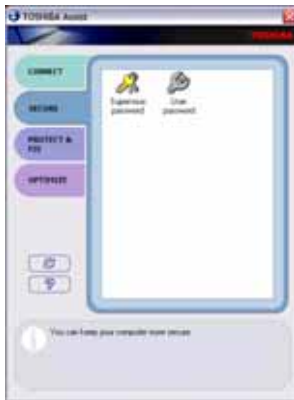 TOSHIBA Assist
TOSHIBA
CONNECT
SECURE
PROTECT &
FIX
OPTIMIZE
Supervisor
password
User
password
You can keep your computer more secure.